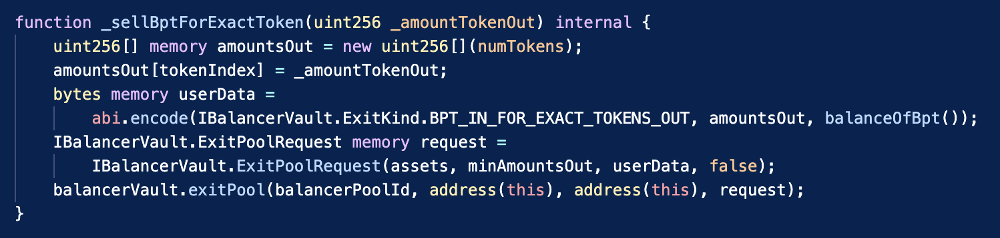 function _sellBptForExactToken(uint256 _amountTokenOut) internal {
uint256[] memory amountsOut = new uint256[](numTokens);
amountsOut[tokenIndex] = _amountTokenOut;
bytes memory userData =
abi.encode(IBalancerVault.ExitKind.BPT_IN_FOR_EXACT_TOKENS_OUT, amountsOut, balanceOfBpt());
IBalancerVault.ExitPoolRequest memory request =
IBalancerVault.ExitPoolRequest(assets, minAmountsOut, userData, false);
balancerVault.exitPool(balancerPoolId, address(this), address(this), request);
}